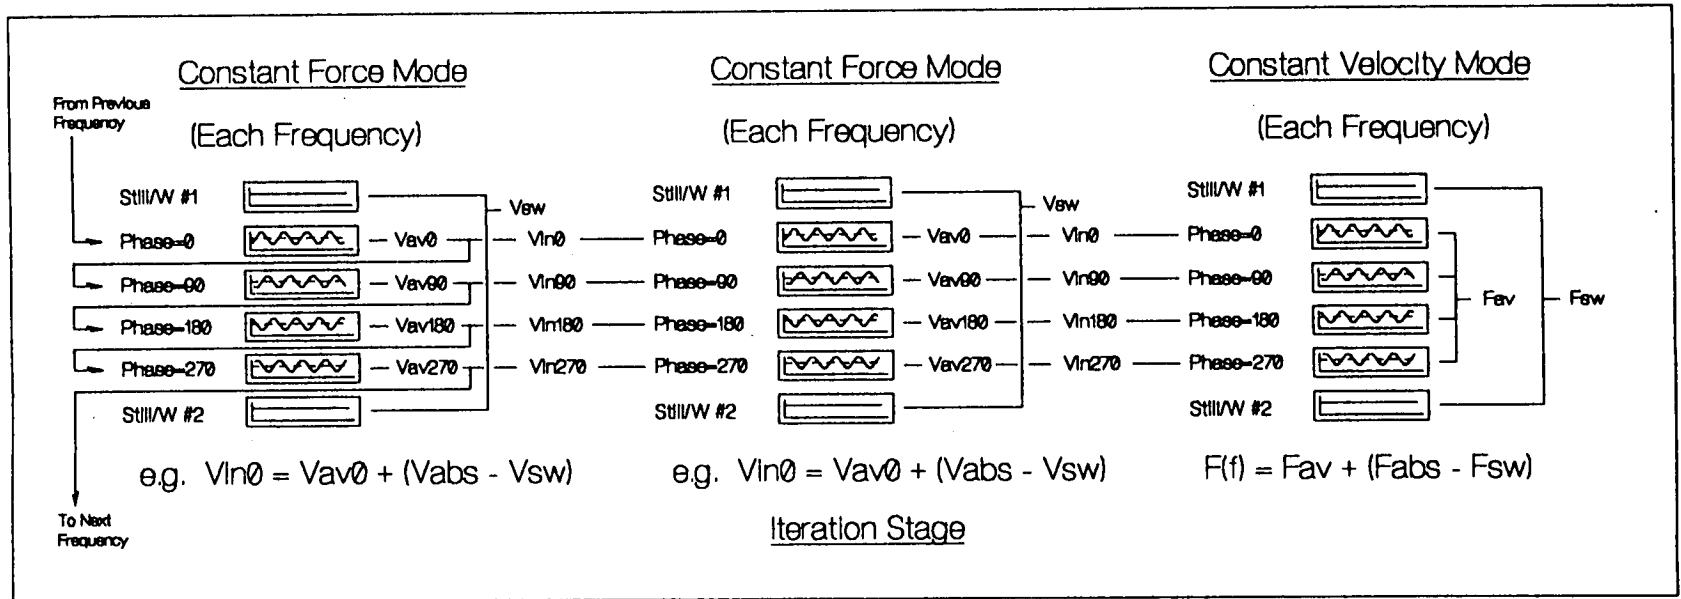 Constant Force Mode
From Previous
Frequency
(Each Frequency)
Still/W #1
Vsw
Phase=0 Vav0 Vin0
Phase=90 Vav90 Vin90
Phase=180 Vav180 Vin180
Phase=270 Vav270 Vin270
Still/W #2
e.g. Vin0 = Vav0 + (Vabs - Vsw)
To Next
Frequency
Constant Force Mode
(Each Frequency)
Still/W #1
Vsw
Phase=0 Vav0 Vin0
Phase=90 Vav90 Vin90
Phase=180 Vav180 Vin180
Phase=270 Vav270 Vin270
Still/W #2
e.g. Vin0 = Vav0 + (Vabs - Vsw)
Iteration Stage
Constant Velocity Mode
(Each Frequency)
Still/W #1
Phase=0
Phase=90
Fav Fsw
Phase=180
Phase=270
Still/W #2
F(f) = Fav + (Fabs - Fsw)